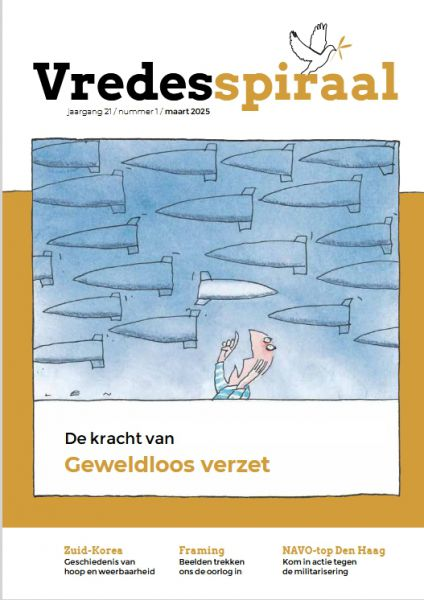 Vredesspiraal
jaargang 21 / nummer 1 / maart 2025
De kracht van
Geweldloos verzet
Zuid-Korea
Geschiedenis van
hoop en weerbaarheid
Framing
Beelden trekken
ons de oorlog in
NAVO-top Den Haag
Kom in actie tegen
de militarisering